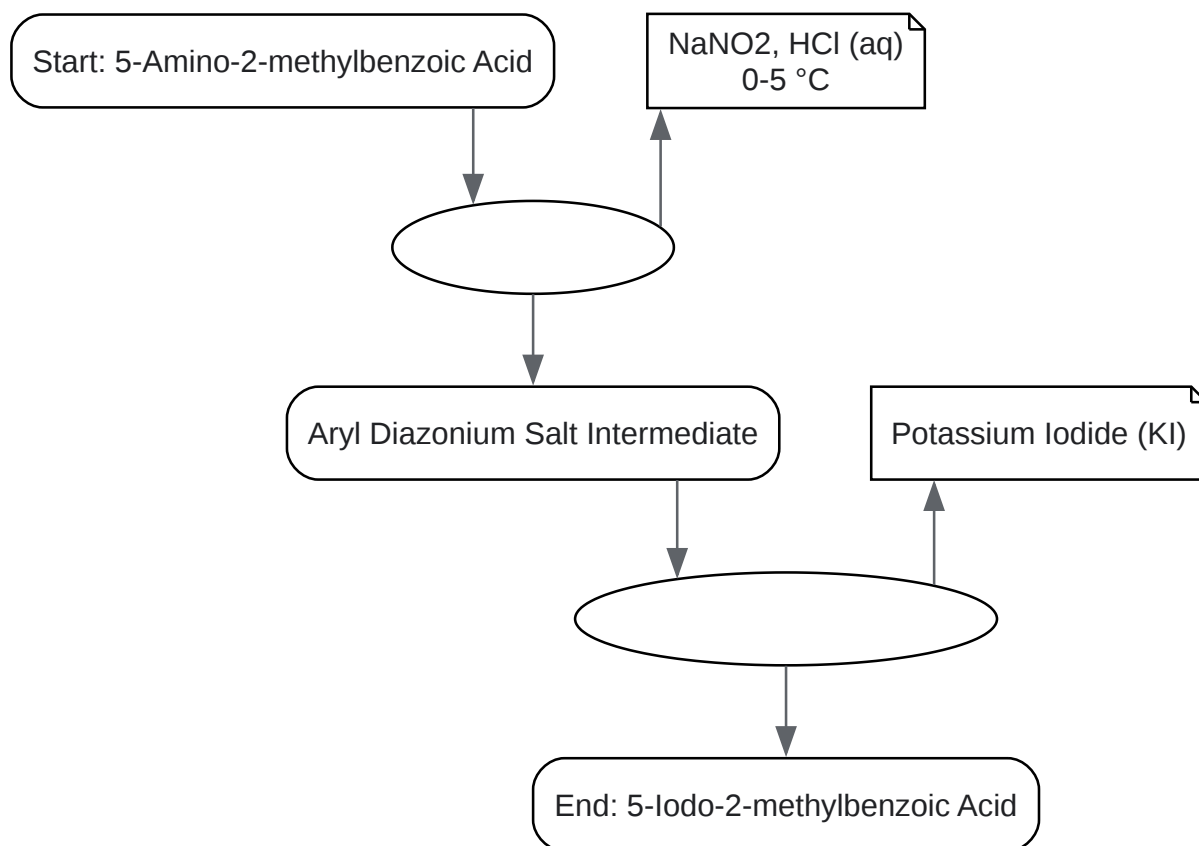 Start: 5-Amino-2-methylbenzoic Acid
NaNO2, HCl (aq)
0-5 °C
Aryl Diazonium Salt Intermediate
Potassium Iodide (KI)
End: 5-Iodo-2-methylbenzoic Acid